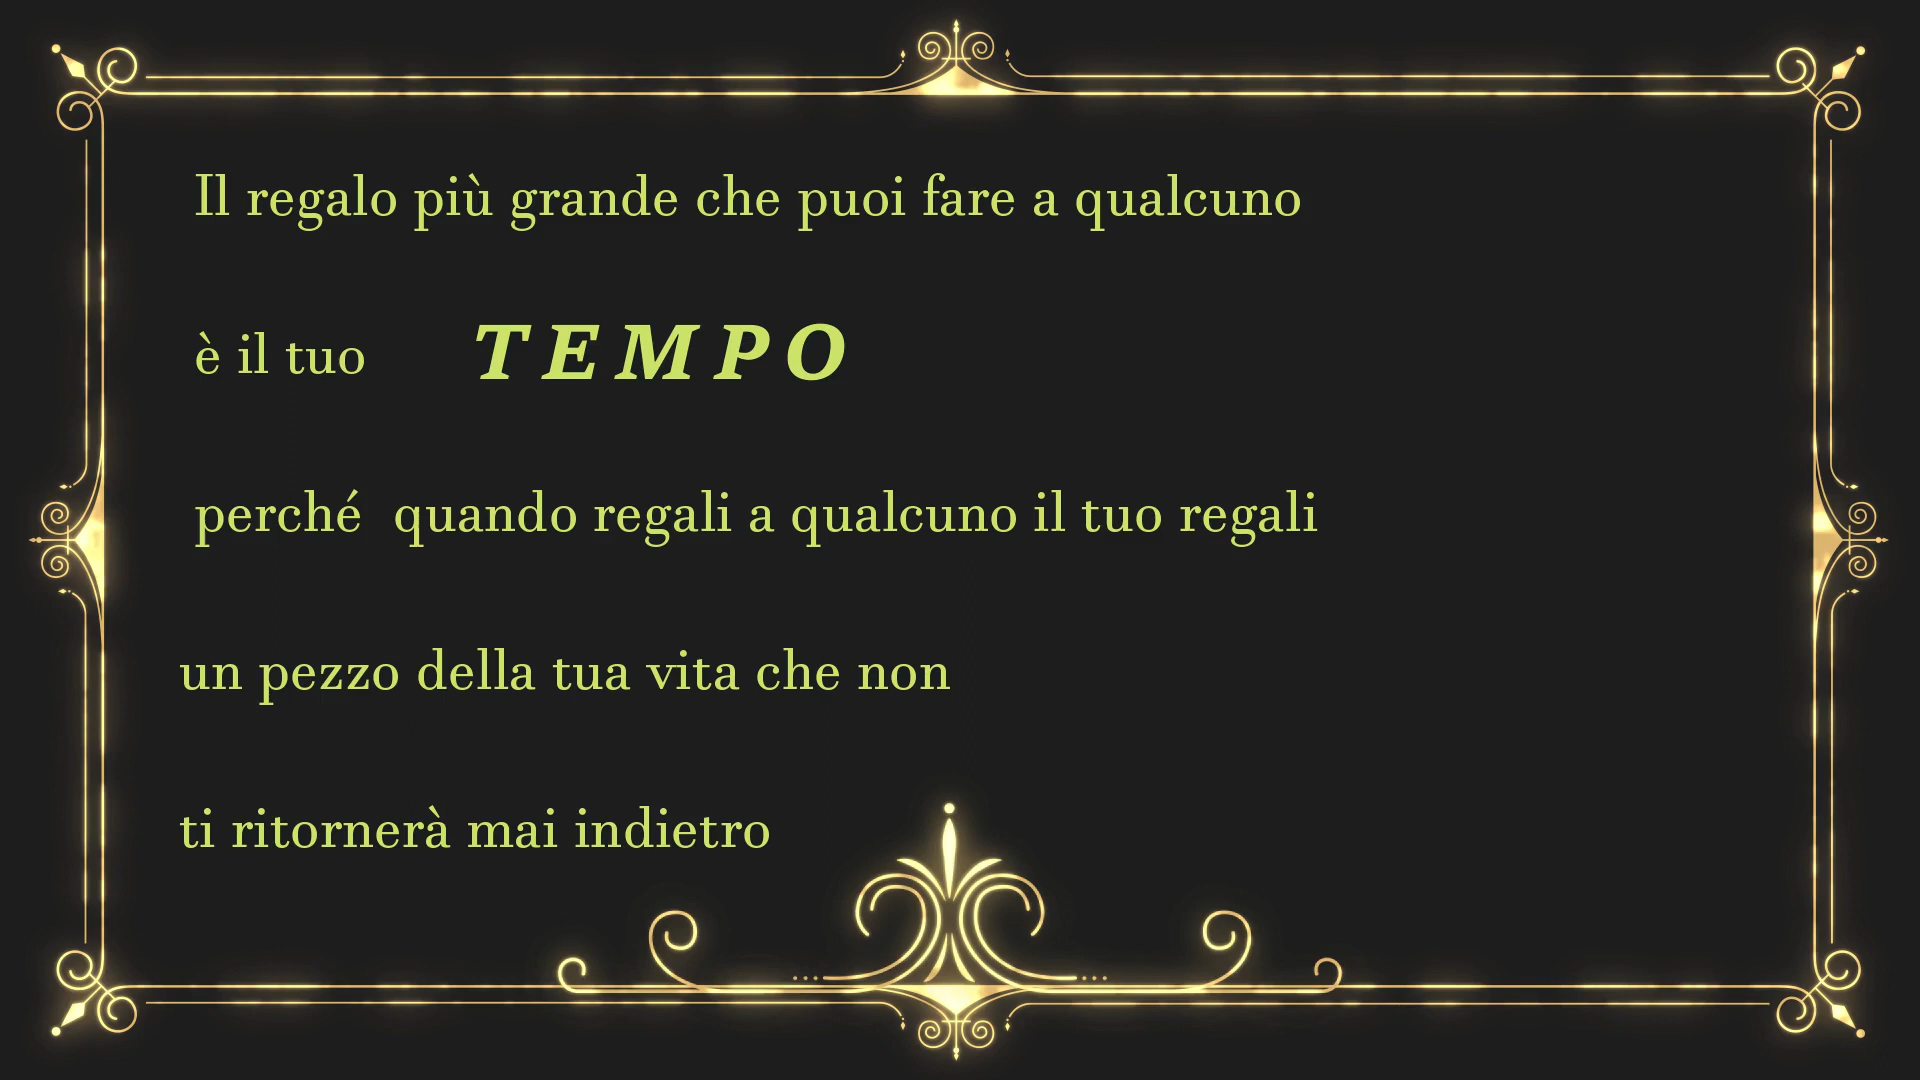 Il regalo più grande che puoi fare a qualcuno
è il tuo TEMPO
perché quando regali a qualcuno il tuo regali
un pezzo della tua vita che non
ti ritornerà mai indietro